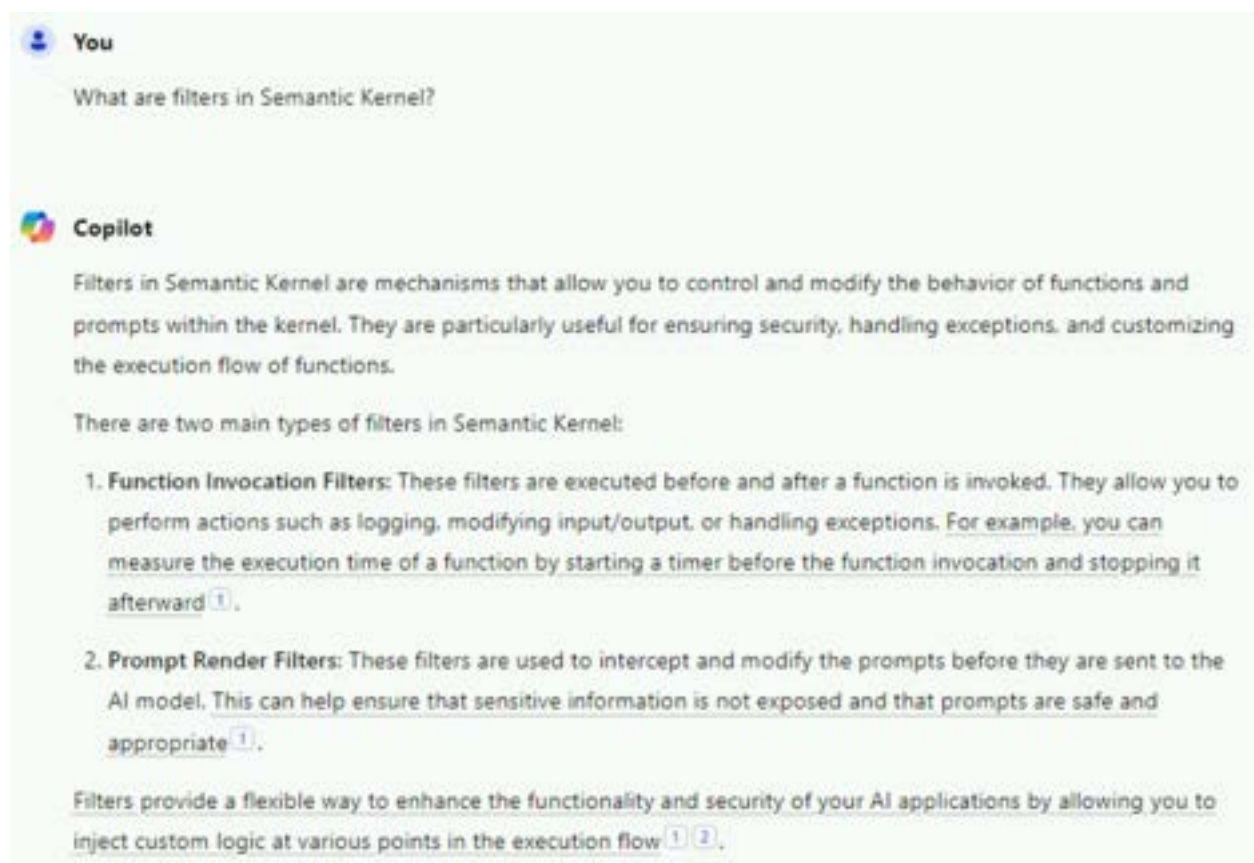 You
What are filters in Semantic Kernel?
Copilot
Filters in Semantic Kernel are mechanisms that allow you to control and modify the behavior of functions and
prompts within the kernel. They are particularly useful for ensuring security, handling exceptions, and customizing
the execution flow of functions.
There are two main types of filters in Semantic Kernel:
1. Function Invocation Filters: These filters are executed before and after a function is invoked. They allow you to
perform actions such as logging, modifying input/output, or handling exceptions. For example, you can
measure the execution time of a function by starting a timer before the function invocation and stopping it
afterward 1 .
2. Prompt Render Filters: These filters are used to intercept and modify the prompts before they are sent to the
AI model. This can help ensure that sensitive information is not exposed and that prompts are safe and
appropriate 1 .
Filters provide a flexible way to enhance the functionality and security of your AI applications by allowing you to
inject custom logic at various points in the execution flow 1 2 .